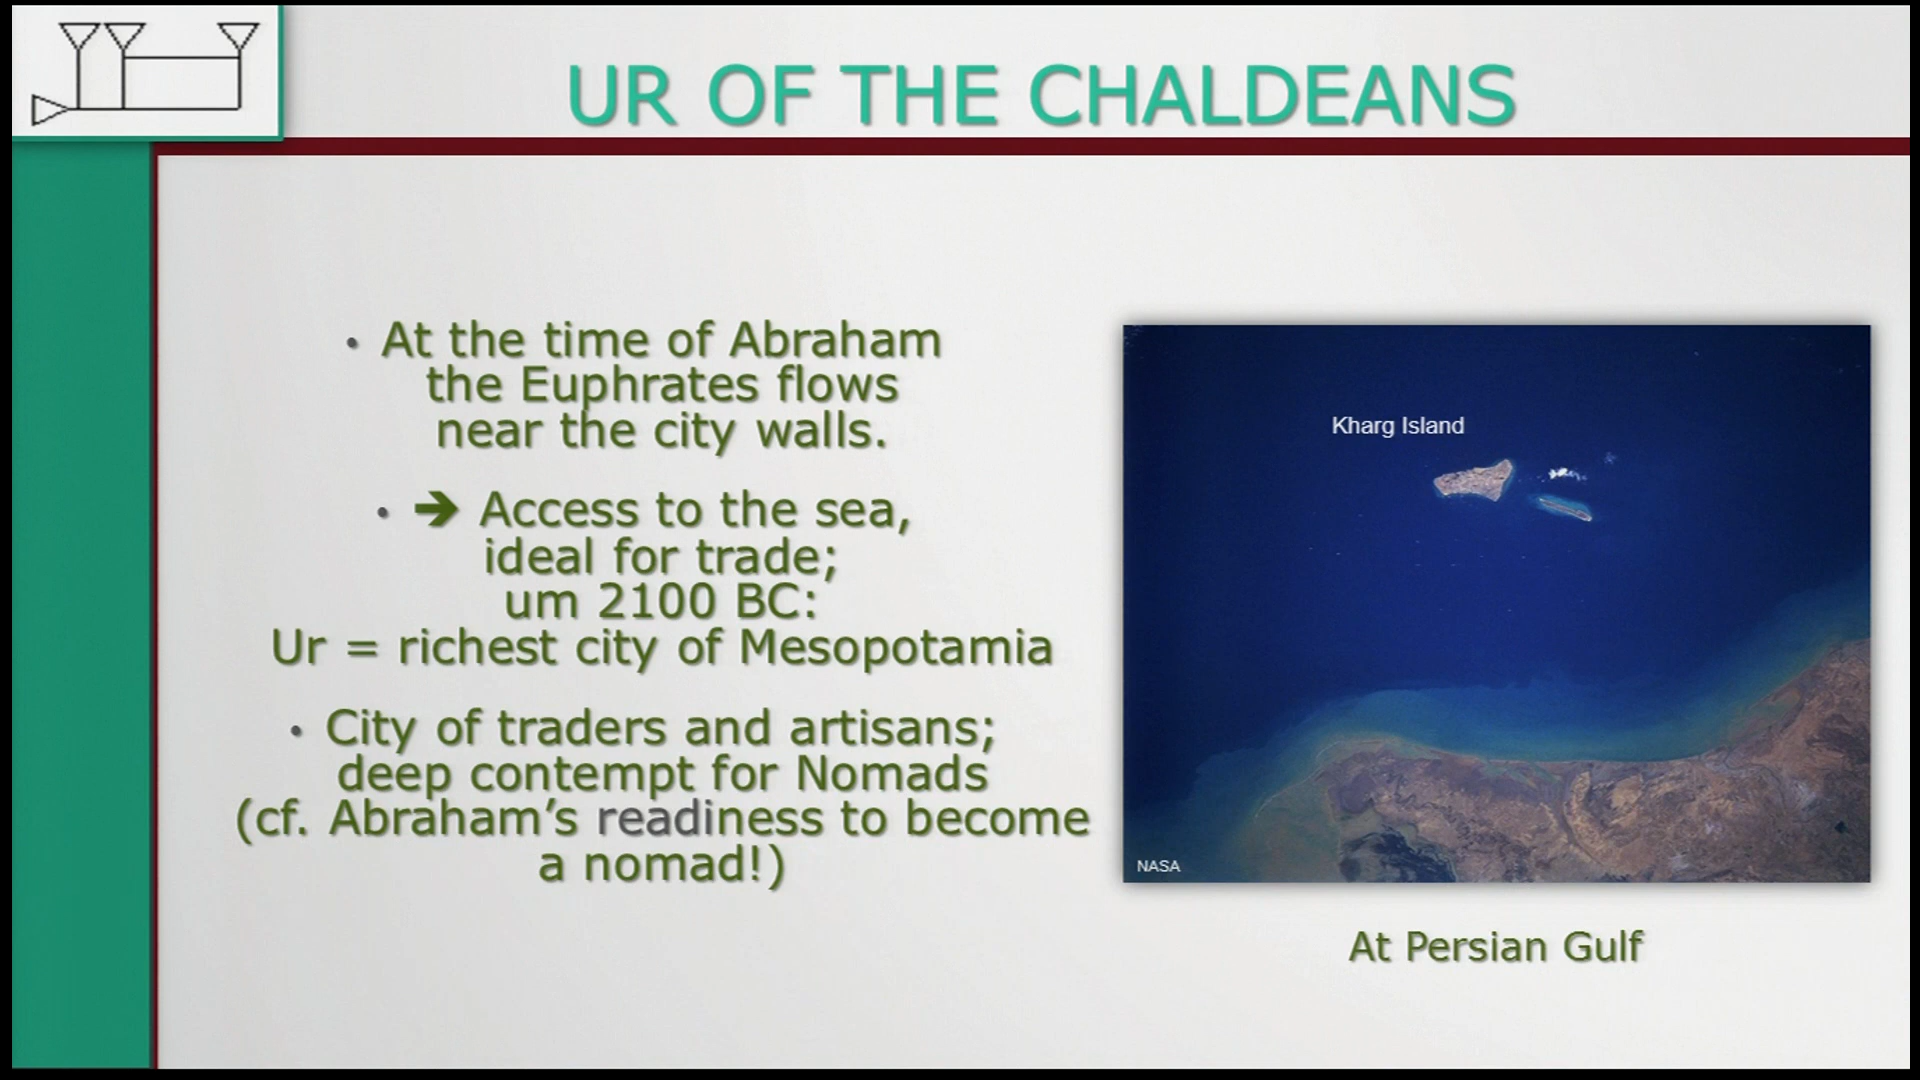 UR OF THE CHALDEANS
• At the time of Abraham
the Euphrates flows
near the city walls.
• ➔ Access to the sea,
ideal for trade;
um 2100 BC:
Ur = richest city of Mesopotamia
• City of traders and artisans;
deep contempt for Nomads
(cf. Abraham’s readiness to become
a nomad!)
Kharg Island
NASA
At Persian Gulf